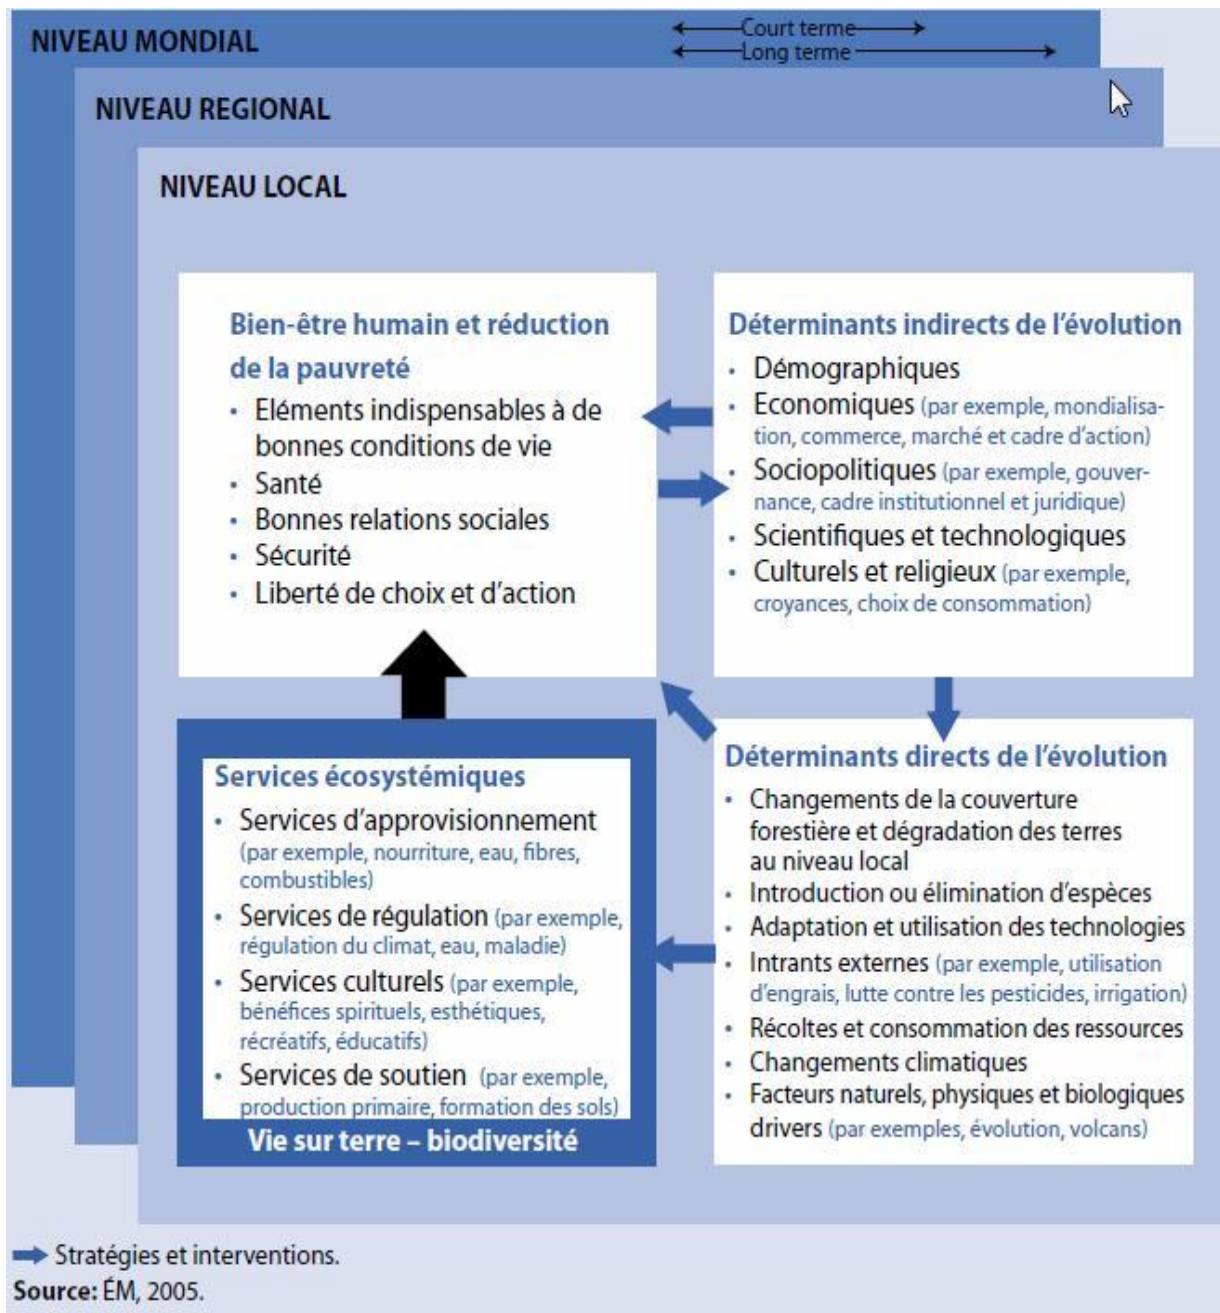 NIVEAU MONDIAL
Court terme
Long terme
NIVEAU REGIONAL
NIVEAU LOCAL
Bien-être humain et réduction
de la pauvreté
• Eléments indispensables à de
bonnes conditions de vie
• Santé
• Bonnes relations sociales
• Sécurité
• Liberté de choix et d'action
Déterminants indirects de l'évolution
• Démographiques
• Economiques (par exemple, mondialisa-
tion, commerce, marché et cadre d'action)
• Sociopolitiques (par exemple, gouver-
nance, cadre institutionnel et juridique)
• Scientifiques et technologiques
• Culturels et religieux (par exemple,
croyances, choix de consommation)
Services écosystémiques
• Services d'approvisionnement
(par exemple, nourriture, eau, fibres,
combustibles)
• Services de régulation (par exemple,
régulation du climat, eau, maladie)
• Services culturels (par exemple,
bénéfices spirituels, esthétiques,
récréatifs, éducatifs)
• Services de soutien (par exemple,
production primaire, formation des sols)
Vie sur terre – biodiversité
Déterminants directs de l'évolution
• Changements de la couverture
forestière et dégradation des terres
au niveau local
• Introduction ou élimination d'espèces
• Adaptation et utilisation des technologies
• Intrants externes (par exemple, utilisation
d'engrais, lutte contre les pesticides, irrigation)
• Récoltes et consommation des ressources
• Changements climatiques
• Facteurs naturels, physiques et biologiques
drivers (par exemples, évolution, volcans)
Stratégies et interventions.
Source: ÉM, 2005.